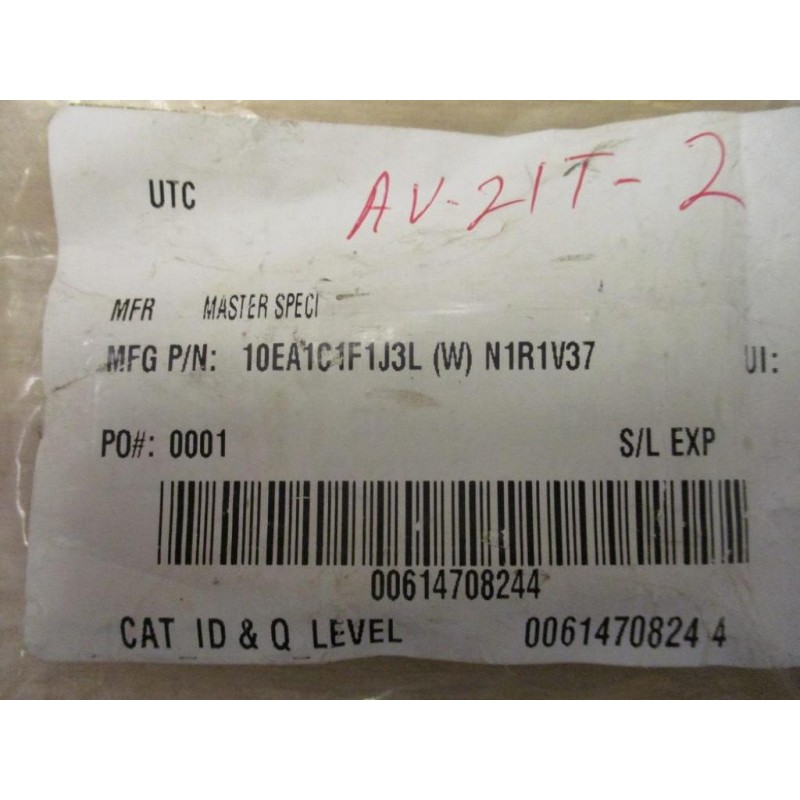 UTC
AV-21T-2
MFR MASTER SPECI
MFG P/N: 10EA1C1F1J3L (W) N1R1V37 UI:
PO#: 0001 S/L EXP
00614708244
CAT ID & Q LEVEL 0061470824 4